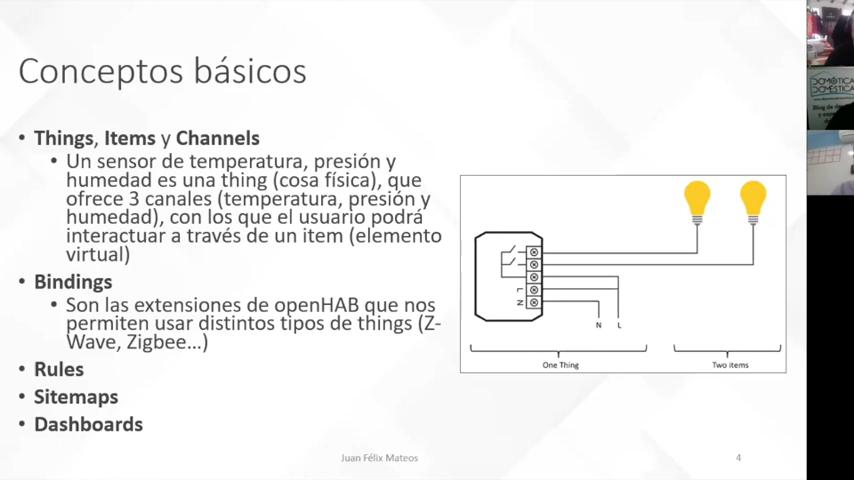 Conceptos básicos
• Things, Items y Channels
• Un sensor de temperatura, presión y
humedad es una thing (cosa física), que
ofrece 3 canales (temperatura, presión y
humedad), con los que el usuario podrá
interactuar a través de un item (elemento
virtual)
• Bindings
• Son las extensiones de openHAB que nos
permiten usar distintos tipos de things (Z-
Wave, Zigbee...)
• Rules
• Sitemaps
• Dashboards
L
N
N L
One Thing
Two items
Juan Félix Mateos
4
DOMÓTICA
DOMÉSTICA
Blog de